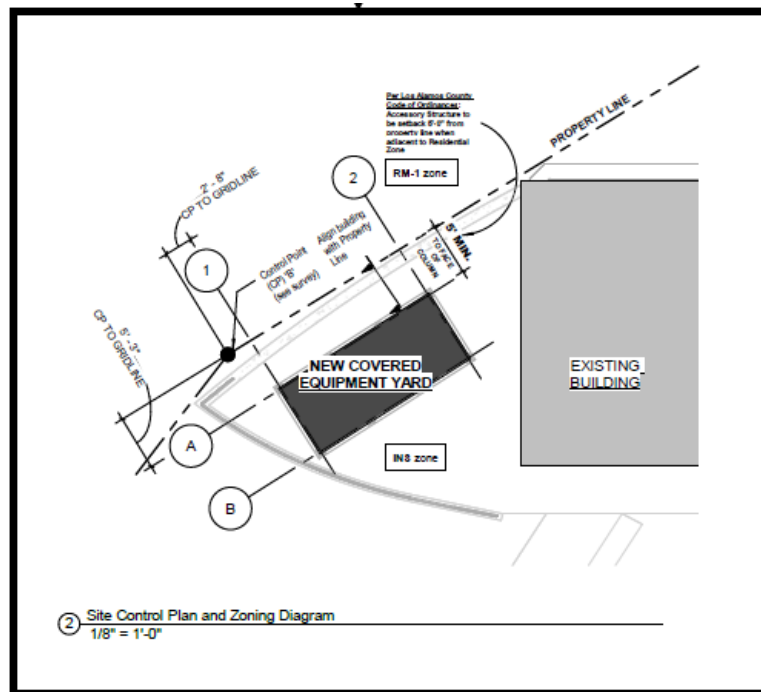 Per Los Alamos County
Code of Ordinances:
Accessory Structure to
be setback 6'-0" from
property line when
adjacent to Residential
Zone
PROPERTY LINE
RM-1 zone
2
2' - 8"
CP TO GRIDLINE
1
Control Point
(CP) 'B'
(see survey)
Align building
with Property
Line
5' MIN.
TO FACE
OF
COLUMN
5' - 3"
CP TO GRIDLINE
NEW COVERED
EQUIPMENT YARD
EXISTING
BUILDING
A
INS zone
B
2
Site Control Plan and Zoning Diagram
1/8" = 1'-0"